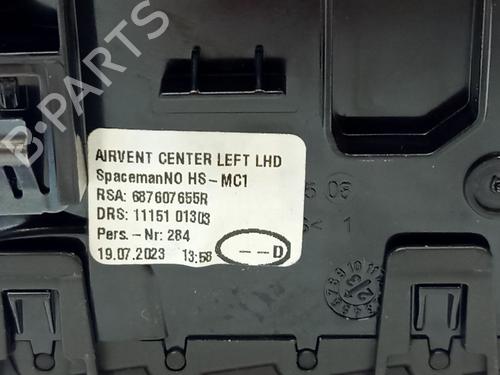 B-PARTS
AIRVENT CENTER LEFT LHD
SpacemanNO HS-MC1
RSA: 687607655R
DRS: 11151 01303
Pers.-Nr: 284
19.07.2023 13:58 --D